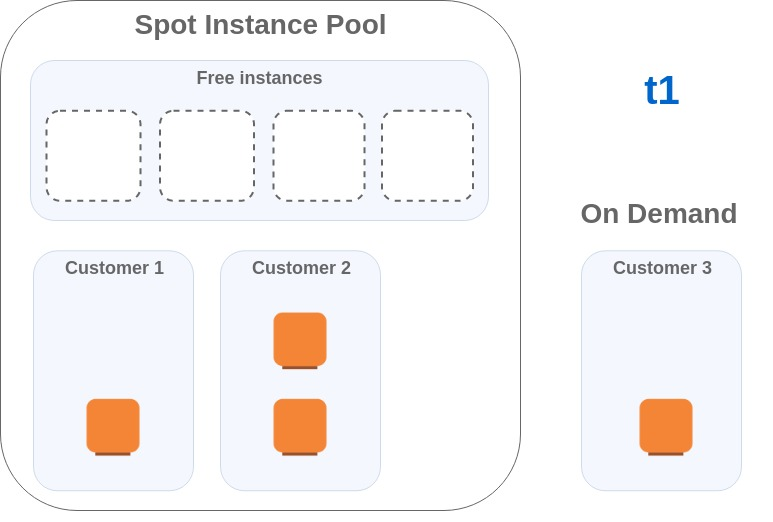 Spot Instance Pool
Free instances
t1
On Demand
Customer 1
Customer 2
Customer 3